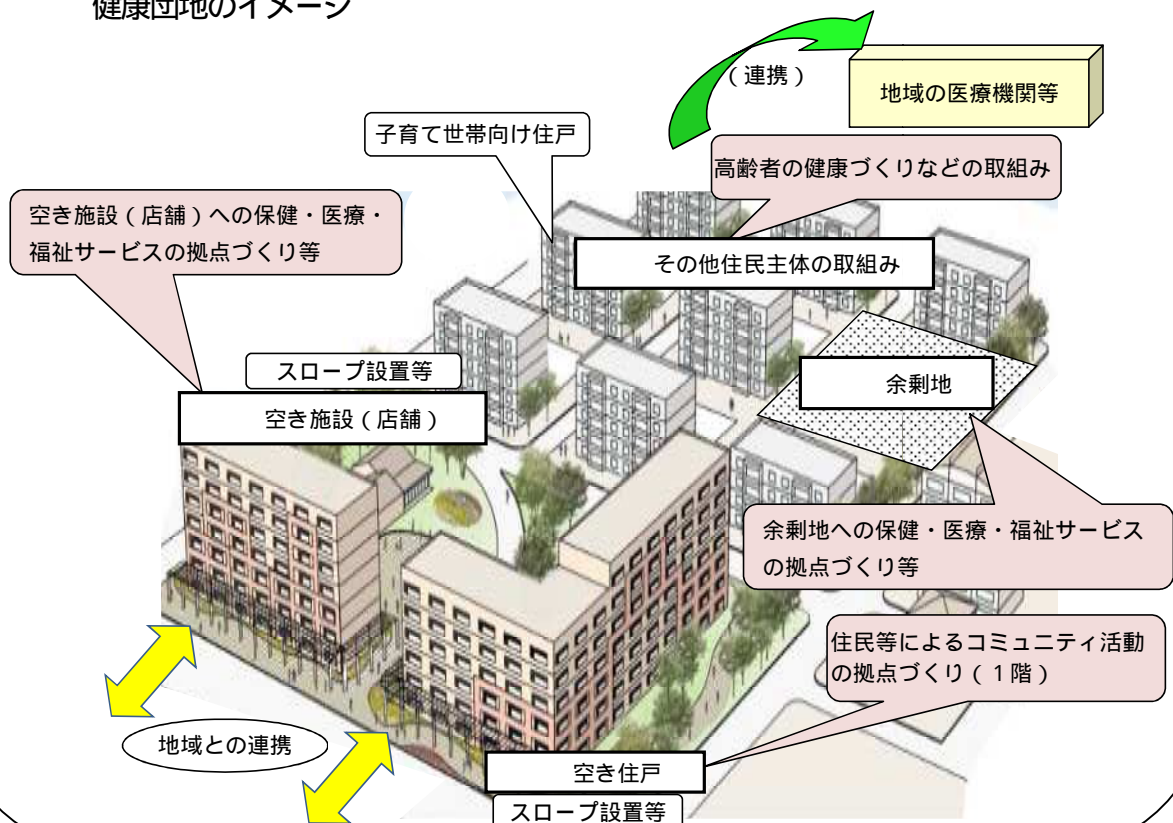 健康団地のイメージ
（連携）
地域の医療機関等
子育て世帯向け住戸
高齢者の健康づくりなどの取組み
空き施設（店舗）への保健・医療・
福祉サービスの拠点づくり等
その他住民主体の取組み
スロープ設置等
余剰地
空き施設（店舗）
余剰地への保健・医療・福祉サービス
の拠点づくり等
住民等によるコミュニティ活動
の拠点づくり（１階）
地域との連携
空き住戸
スロープ設置等